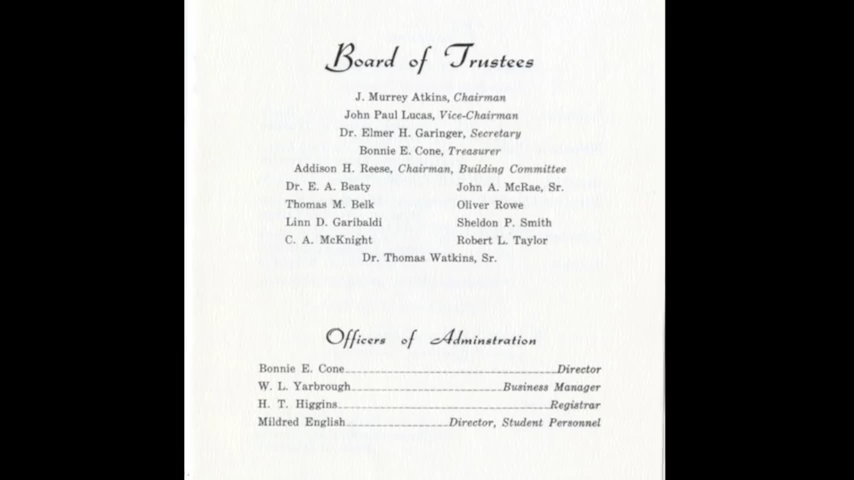 Board of Trustees
J. Murrey Atkins, Chairman
John Paul Lucas, Vice-Chairman
Dr. Elmer H. Garinger, Secretary
Bonnie E. Cone, Treasurer
Addison H. Reese, Chairman, Building Committee
Dr. E. A. Beaty John A. McRae, Sr.
Thomas M. Belk Oliver Rowe
Linn D. Garibaldi Sheldon P. Smith
C. A. McKnight Robert L. Taylor
Dr. Thomas Watkins, Sr.
Officers of Adminstration
Bonnie E. Cone Director
W. L. Yarbrough Business Manager
H. T. Higgins Registrar
Mildred English Director, Student Personnel